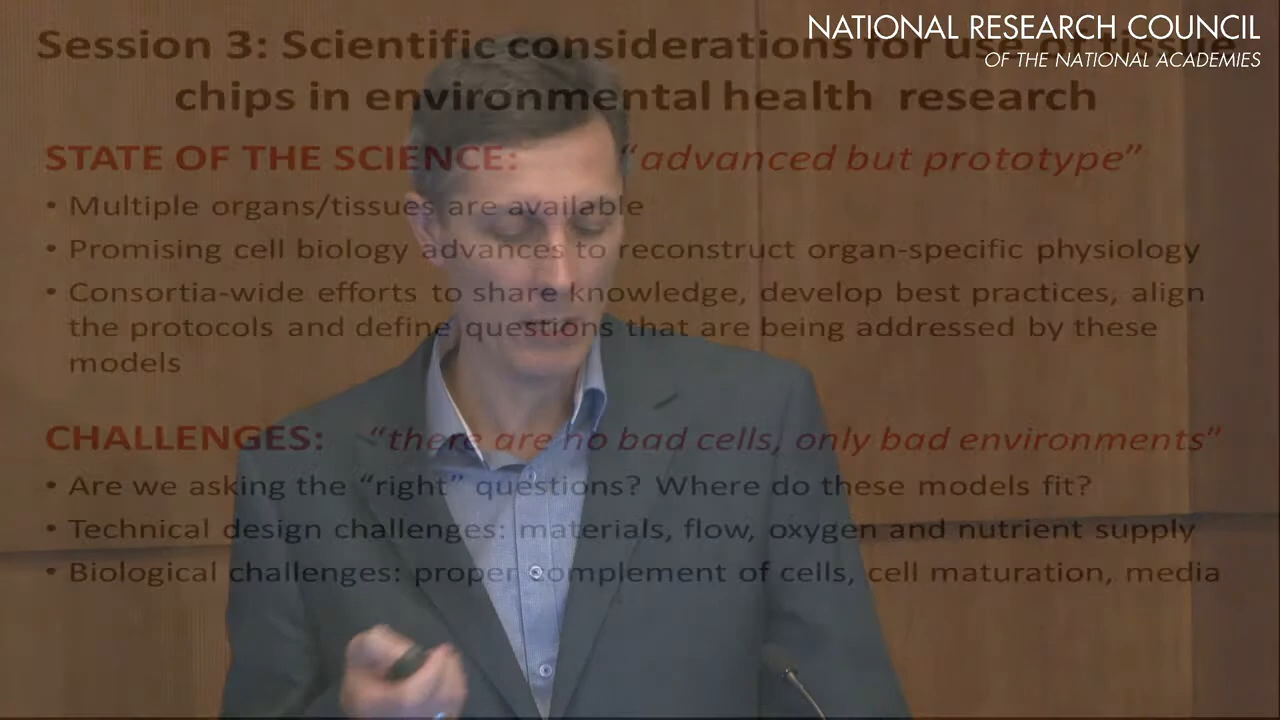 NATIONAL RESEARCH COUNCIL
OF THE NATIONAL ACADEMIES
Session 3: Scientific considerations for use
chips in environmental health research
STATE OF THE SCIENCE: “advanced but prototype”
• Multiple organs/tissues are available
• Promising cell biology advances to reconstruct organ-specific physiology
• Consortia-wide efforts to share knowledge, develop best practices, align
the protocols and define questions that are being addressed by these
models
CHALLENGES: “there are no bad cells, only bad environments”
• Are we asking the “right” questions? Where do these models fit?
• Technical design challenges: materials, flow, oxygen and nutrient supply
• Biological challenges: proper complement of cells, cell maturation, media